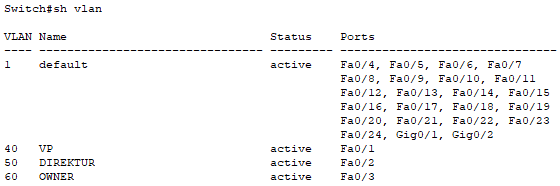 Switch#sh vlan
VLAN Name                             Status    Ports
---- -------------------------------- --------- -------------------------------
1    default                          active    Fa0/4, Fa0/5, Fa0/6, Fa0/7
                                                Fa0/8, Fa0/9, Fa0/10, Fa0/11
                                                Fa0/12, Fa0/13, Fa0/14, Fa0/15
                                                Fa0/16, Fa0/17, Fa0/18, Fa0/19
                                                Fa0/20, Fa0/21, Fa0/22, Fa0/23
                                                Fa0/24, Gig0/1, Gig0/2
40   VP                               active    Fa0/1
50   DIREKTUR                         active    Fa0/2
60   OWNER                            active    Fa0/3